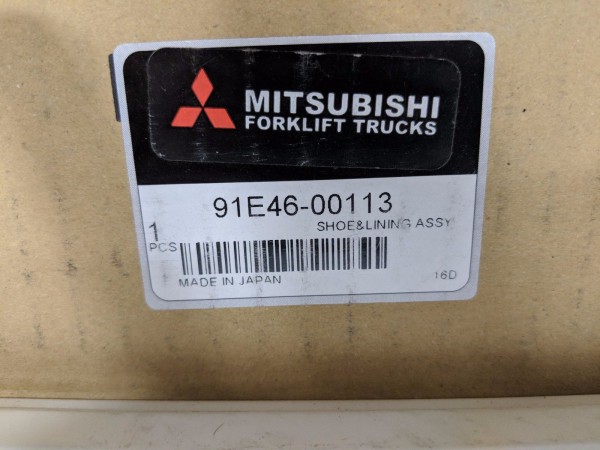 MITSUBISHI
FORKLIFT TRUCKS
91E46-00113
1
PCS
SHOE&LINING ASSY
MADE IN JAPAN
16D